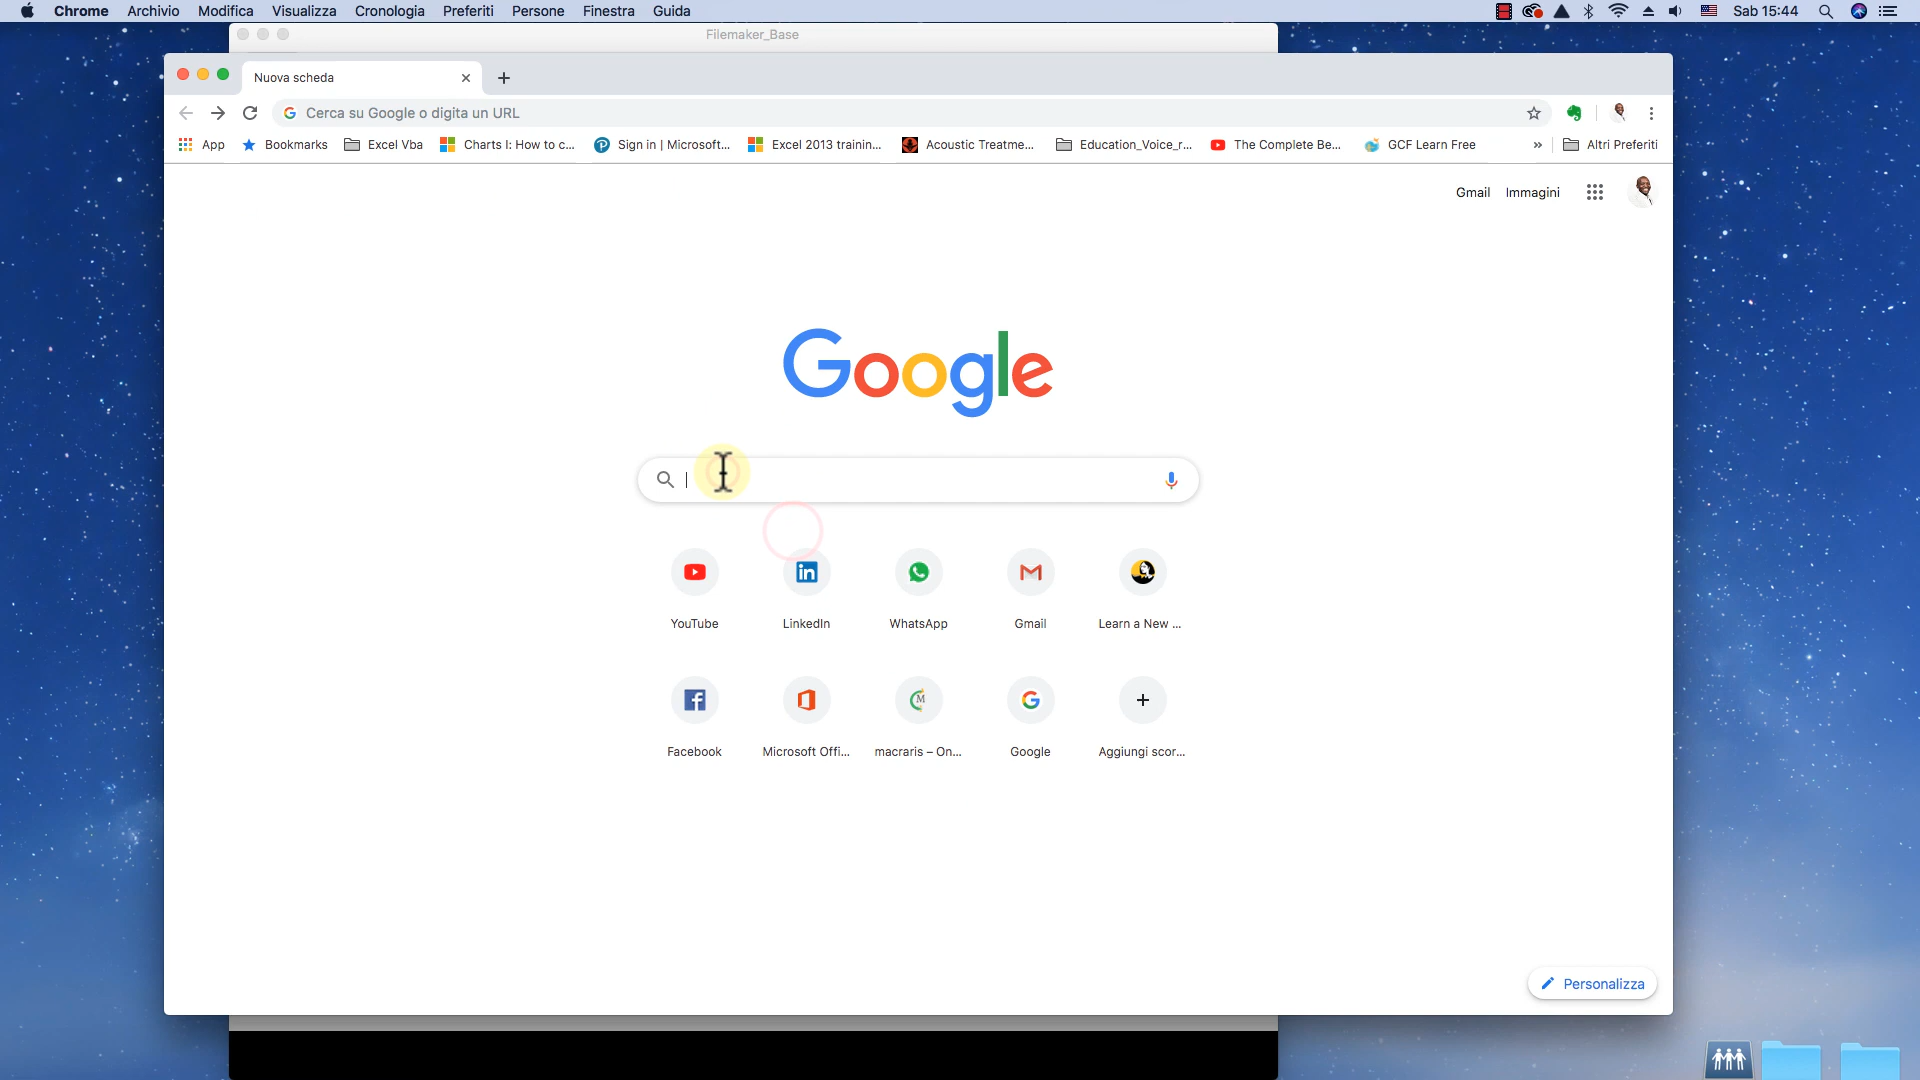 Chrome Archivio Modifica Visualizza Cronologia Preferiti Persone Finestra Guida Sab 15:44
Filemaker_Base
Nuova scheda
Cerca su Google o digita un URL
App Bookmarks Excel Vba Charts I: How to c... Sign in | Microsoft... Excel 2013 trainin... Acoustic Treatme... Education_Voice_r... The Complete Be... GCF Learn Free » Altri Preferiti
Gmail Immagini
Google
YouTube LinkedIn WhatsApp Gmail Learn a New ...
Facebook Microsoft Offi... macraris – On... Google Aggiungi scor...
Personalizza